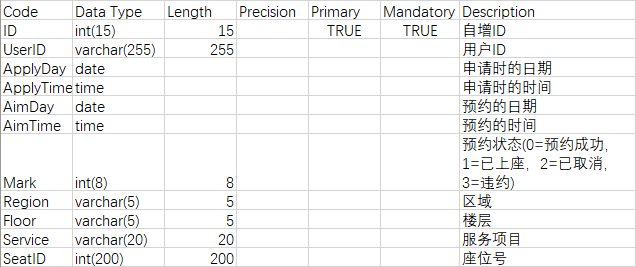 Code Data Type Length Precision Primary Mandatory Description
ID int(15) 15 TRUE TRUE 自增ID
UserID varchar(255) 255 用户ID
ApplyDay date 申请时的日期
ApplyTime time 申请时的时间
AimDay date 预约的日期
AimTime time 预约的时间
预约状态(0=预约成功,
1=已上座，2=已取消，
Mark int(8) 8 3=违约)
Region varchar(5) 5 区域
Floor varchar(5) 5 楼层
Service varchar(20) 20 服务项目
SeatID int(200) 200 座位号